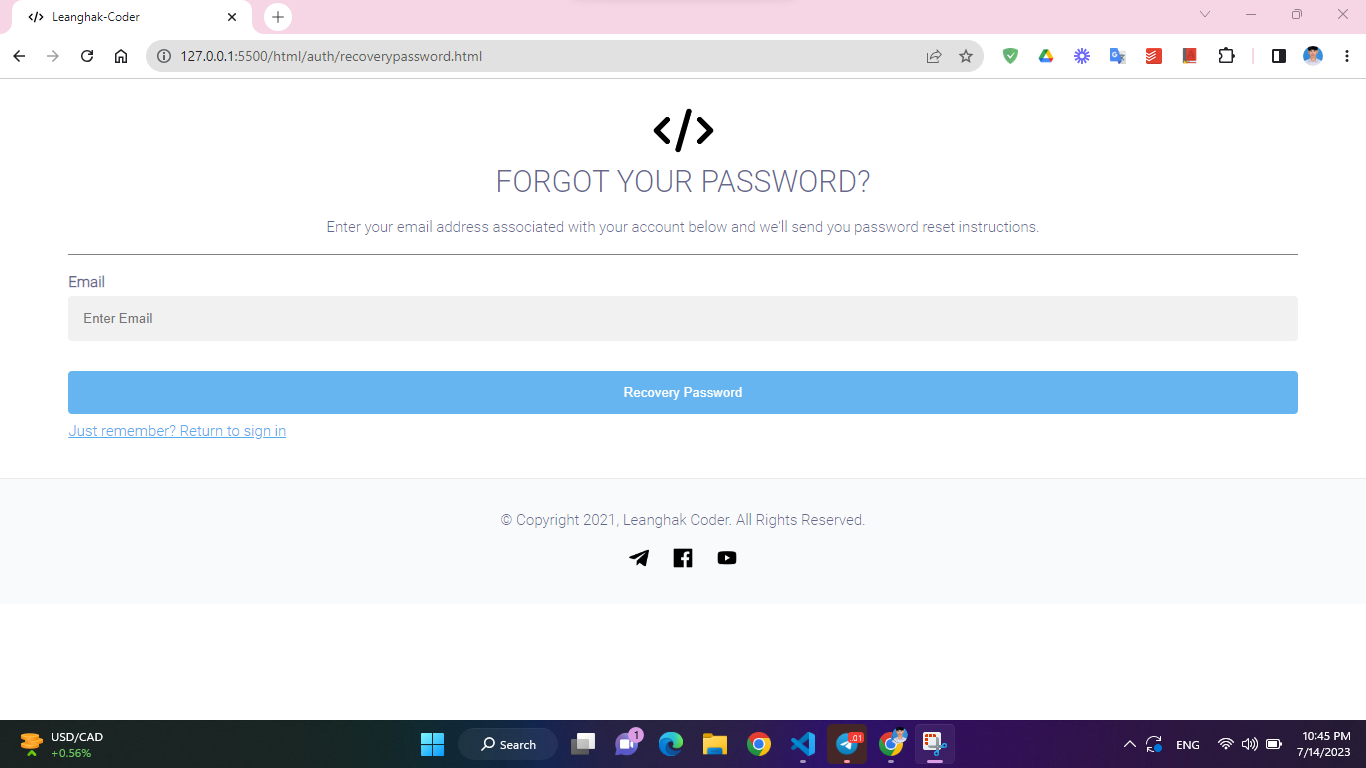 Leanghak-Coder
127.0.0.1:5500/html/auth/recoverypassword.html
</>
FORGOT YOUR PASSWORD?
Enter your email address associated with your account below and we'll send you password reset instructions.
Email
Enter Email
Recovery Password
Just remember? Return to sign in
© Copyright 2021, Leanghak Coder. All Rights Reserved.
USD/CAD
+0.56%
Search
1
.01
ENG
10:45 PM
7/14/2023